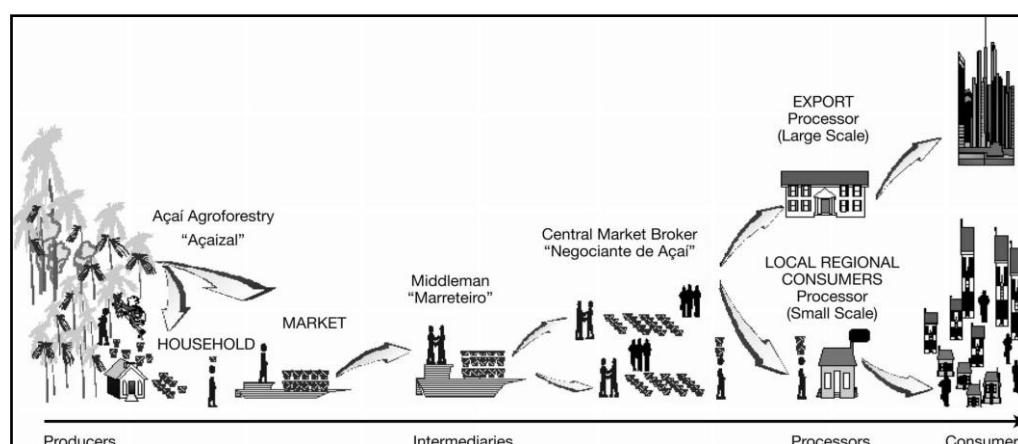 EXPORT
Processor
(Large Scale)
Açaí Agroforestry
“Açaizal”
Central Market Broker
“Negociante de Açaí”
Middleman
“Marreteiro”
LOCAL REGIONAL
CONSUMERS
Processor
(Small Scale)
MARKET
HOUSEHOLD
Producers
Intermediaries
Processors